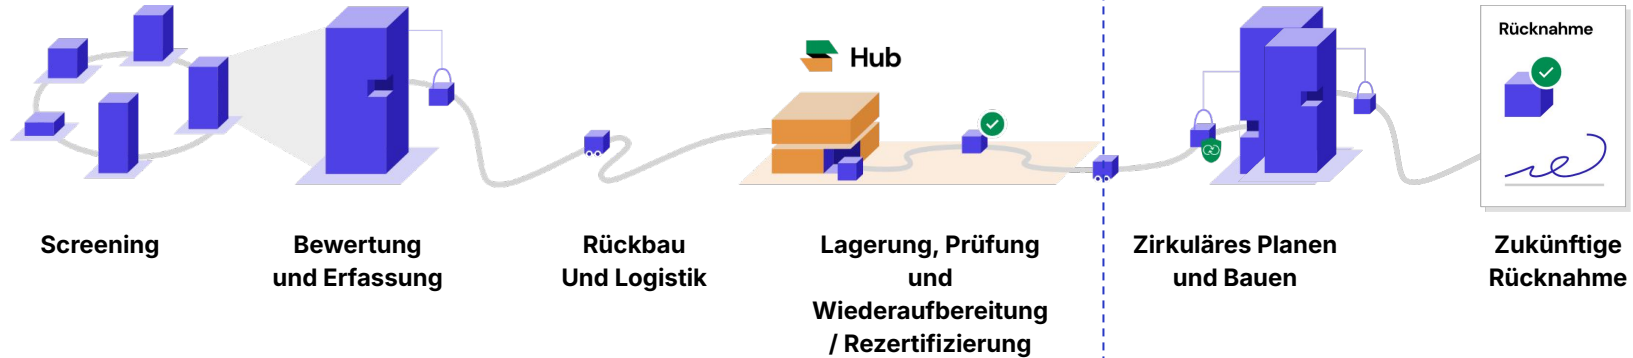 Hub
Rücknahme
Screening
Bewertung
und Erfassung
Rückbau
Und Logistik
Lagerung, Prüfung
und
Wiederaufbereitung
/ Rezertifizierung
Zirkuläres Planen
und Bauen
Zukünftige
Rücknahme